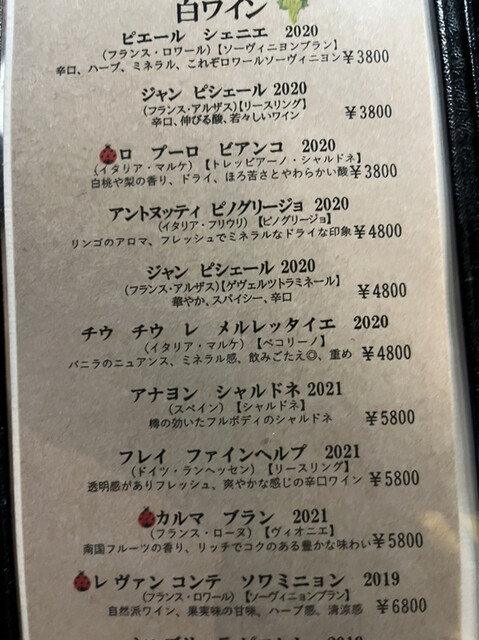 白ワイン
ピエール シェニエ 2020
(フランス・ロワール)【ソーヴィニヨンブラン】
辛口、ハーブ、ミネラル、これぞロワールソーヴィニヨン ¥3800
ジャン ピシェール 2020
(フランス・アルザス)【リースリング】
辛口、伸びる酸、若々しいワイン ¥3800
ロ プーロ ビアンコ 2020
(イタリア・マルケ) 【トレッビアーノ・シャルドネ】
白桃や梨の香り、ドライ、ほろ苦さとやわらかい酸 ¥3800
アントヌッティ ピノグリージョ 2020
(イタリア・フリウリ) 【ピノグリージョ】
リンゴのアロマ、フレッシュでミネラルなドライな印象 ¥4800
ジャン ピシェール 2020
(フランス・アルザス)【ゲヴェルツトラミネール】
華やか、スパイシー、辛口 ¥4800
チウ チウ レ メルレッタイエ 2020
(イタリア・マルケ) 【ペコリーノ】
バニラのニュアンス、ミネラル感、飲みごたえ◎、重め ¥4800
アナヨン シャルドネ 2021
(スペイン) 【シャルドネ】
樽の効いたフルボディのシャルドネ ¥5800
フレイ ファインヘルプ 2021
(ドイツ・ランヘッセン) 【リースリング】
透明感がありフレッシュ、爽やかな感じの辛口ワイン ¥5800
カルマ ブラン 2021
(フランス・ローヌ) 【ヴィオニエ】
南国フルーツの香り、リッチでコクのある豊かな味わい ¥5800
レ ヴァン コンテ ソワミニョン 2019
(フランス・ロワール) 【ソーヴィニョンブラン】
自然派ワイン、果実味の甘味、ハーブ感、清涼感 ¥6800